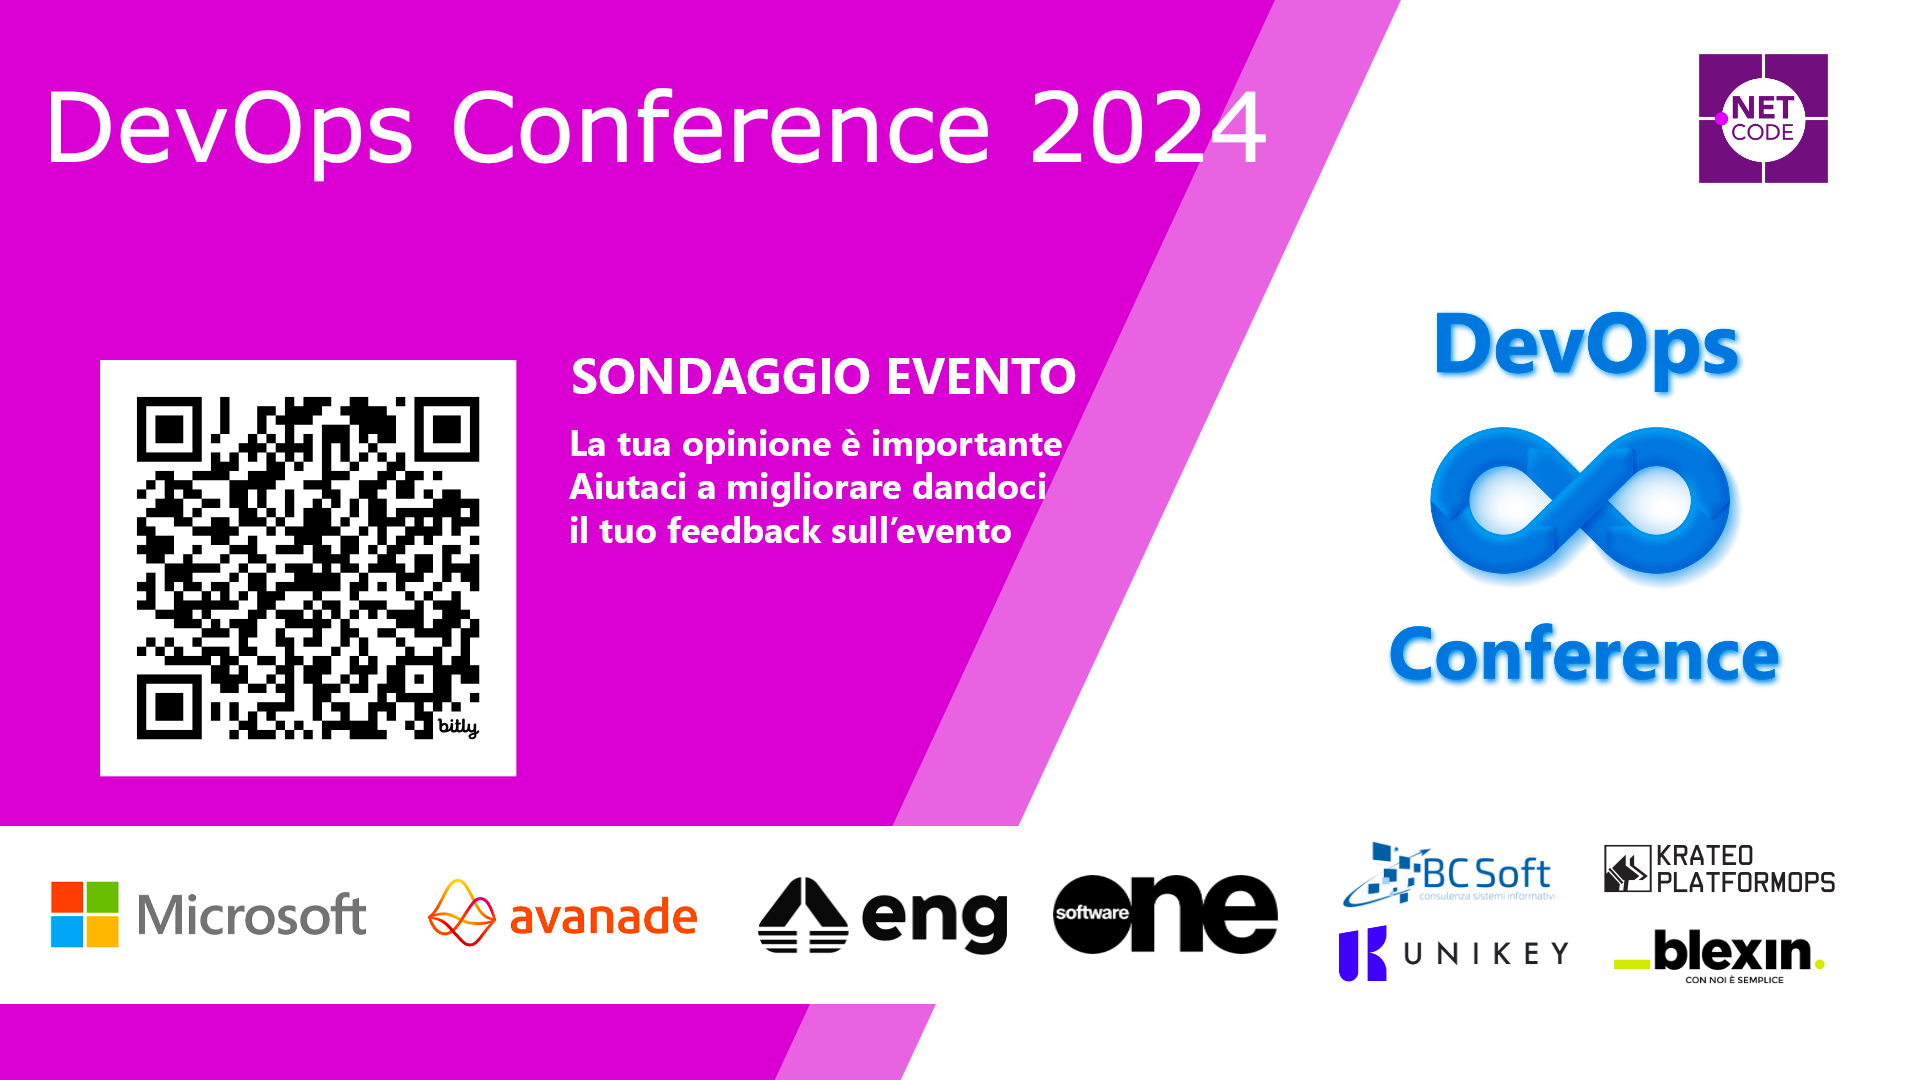 DevOps Conference 2024
.NET
CODE
SONDAGGIO EVENTO
La tua opinione è importante
Aiutaci a migliorare dandoci
il tuo feedback sull’evento
bitly
DevOps
Conference
Microsoft
avanade
eng
software one
BC Soft
consulenza sistemi informativi
KRATEO
PLATFORMOPS
UNIKEY
_blexin.
CON NOI È SEMPLICE